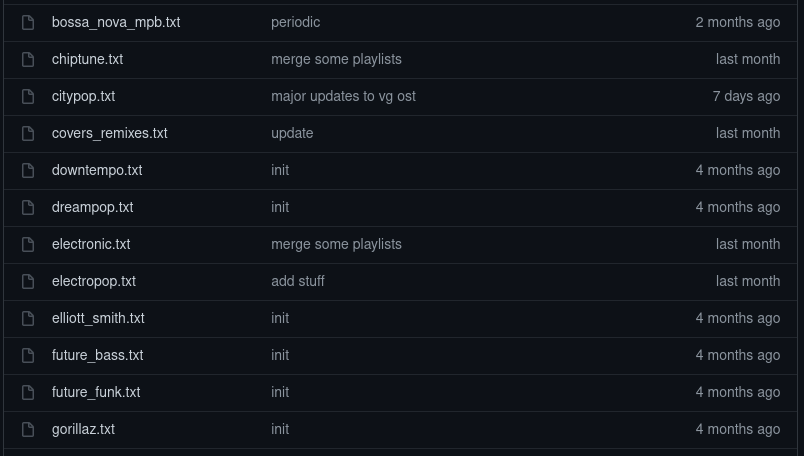 bossa_nova_mpb.txt periodic 2 months ago
chiptune.txt merge some playlists last month
citypop.txt major updates to vg ost 7 days ago
covers_remixes.txt update last month
downtempo.txt init 4 months ago
dreampop.txt init 4 months ago
electronic.txt merge some playlists last month
electropop.txt add stuff last month
elliott_smith.txt init 4 months ago
future_bass.txt init 4 months ago
future_funk.txt init 4 months ago
gorillaz.txt init 4 months ago